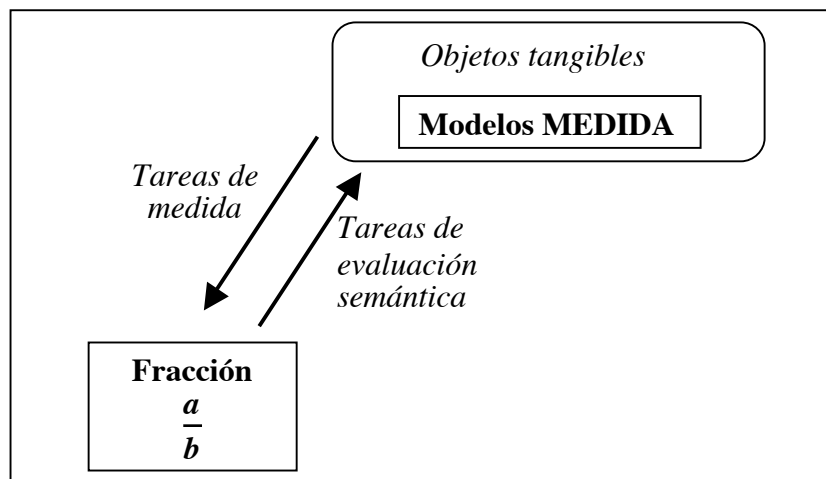 Objetos tangibles
Modelos MEDIDA
Tareas de
medida
Tareas de
evaluación
semántica
Fracción
a
b